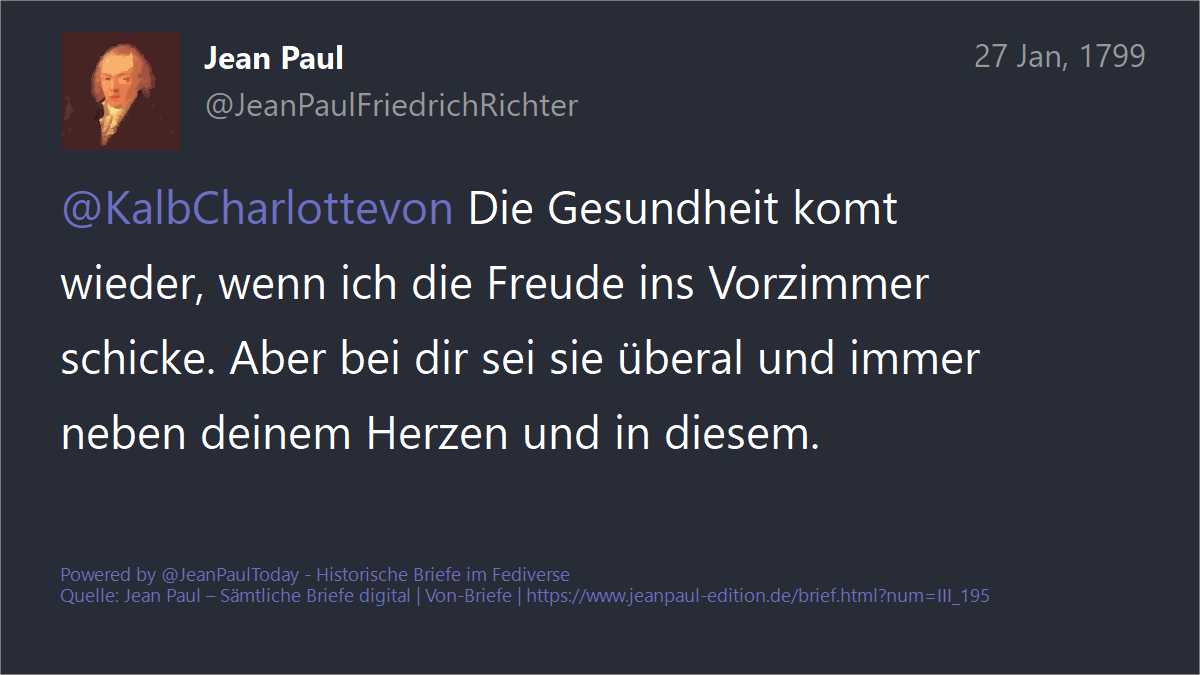 Jean Paul
27 Jan, 1799
@JeanPaulFriedrichRichter
@KalbCharlottevon Die Gesundheit komt
wieder, wenn ich die Freude ins Vorzimmer
schicke. Aber bei dir sei sie überal und immer
neben deinem Herzen und in diesem.
Powered by @JeanPaulToday - Historische Briefe im Fediverse
Quelle: Jean Paul – Sämtliche Briefe digital | Von-Briefe | https://www.jeanpaul-edition.de/brief.html?num=III_195